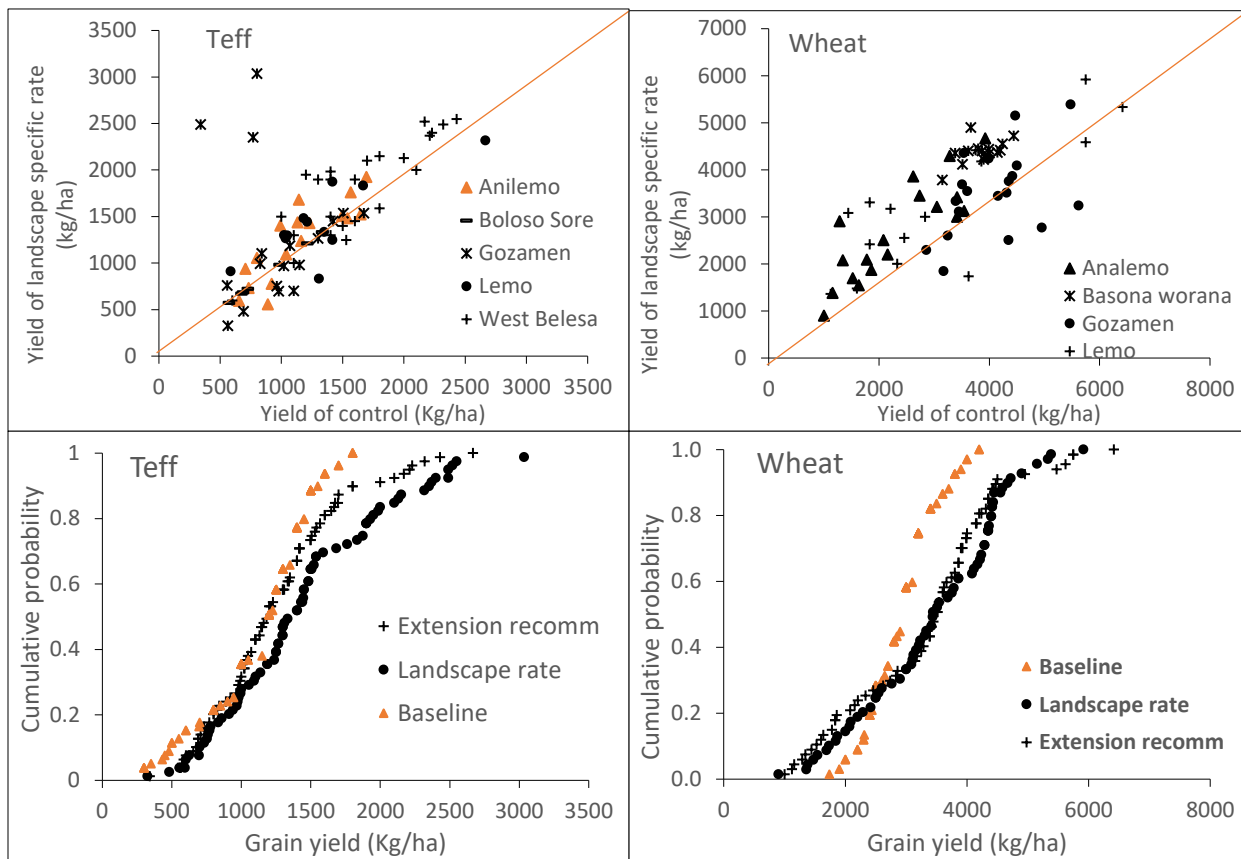 Teff
Yield of landscape specific rate
(kg/ha)
3500
3000
2500
2000
1500
1000
500
0
0 500 1000 1500 2000 2500 3000 3500
Yield of control (Kg/ha)
Anilemo
Boloso Sore
Gozamen
Lemo
West Belesa
Wheat
Yield of landscape specific rate
(kg/ha)
7000
6000
5000
4000
3000
2000
1000
0
0 2000 4000 6000 8000
Yield of control (kg/ha)
Analemo
Basona worana
Gozamen
Lemo
Teff
Cumulative probability
1
0.8
0.6
0.4
0.2
0
0 500 1000 1500 2000 2500 3000 3500
Grain yield (Kg/ha)
Extension recomm
Landscape rate
Baseline
Wheat
Cumulative probability
1.0
0.8
0.6
0.4
0.2
0.0
0 2000 4000 6000 8000
Grain yield (kg/ha)
Baseline
Landscape rate
Extension recomm